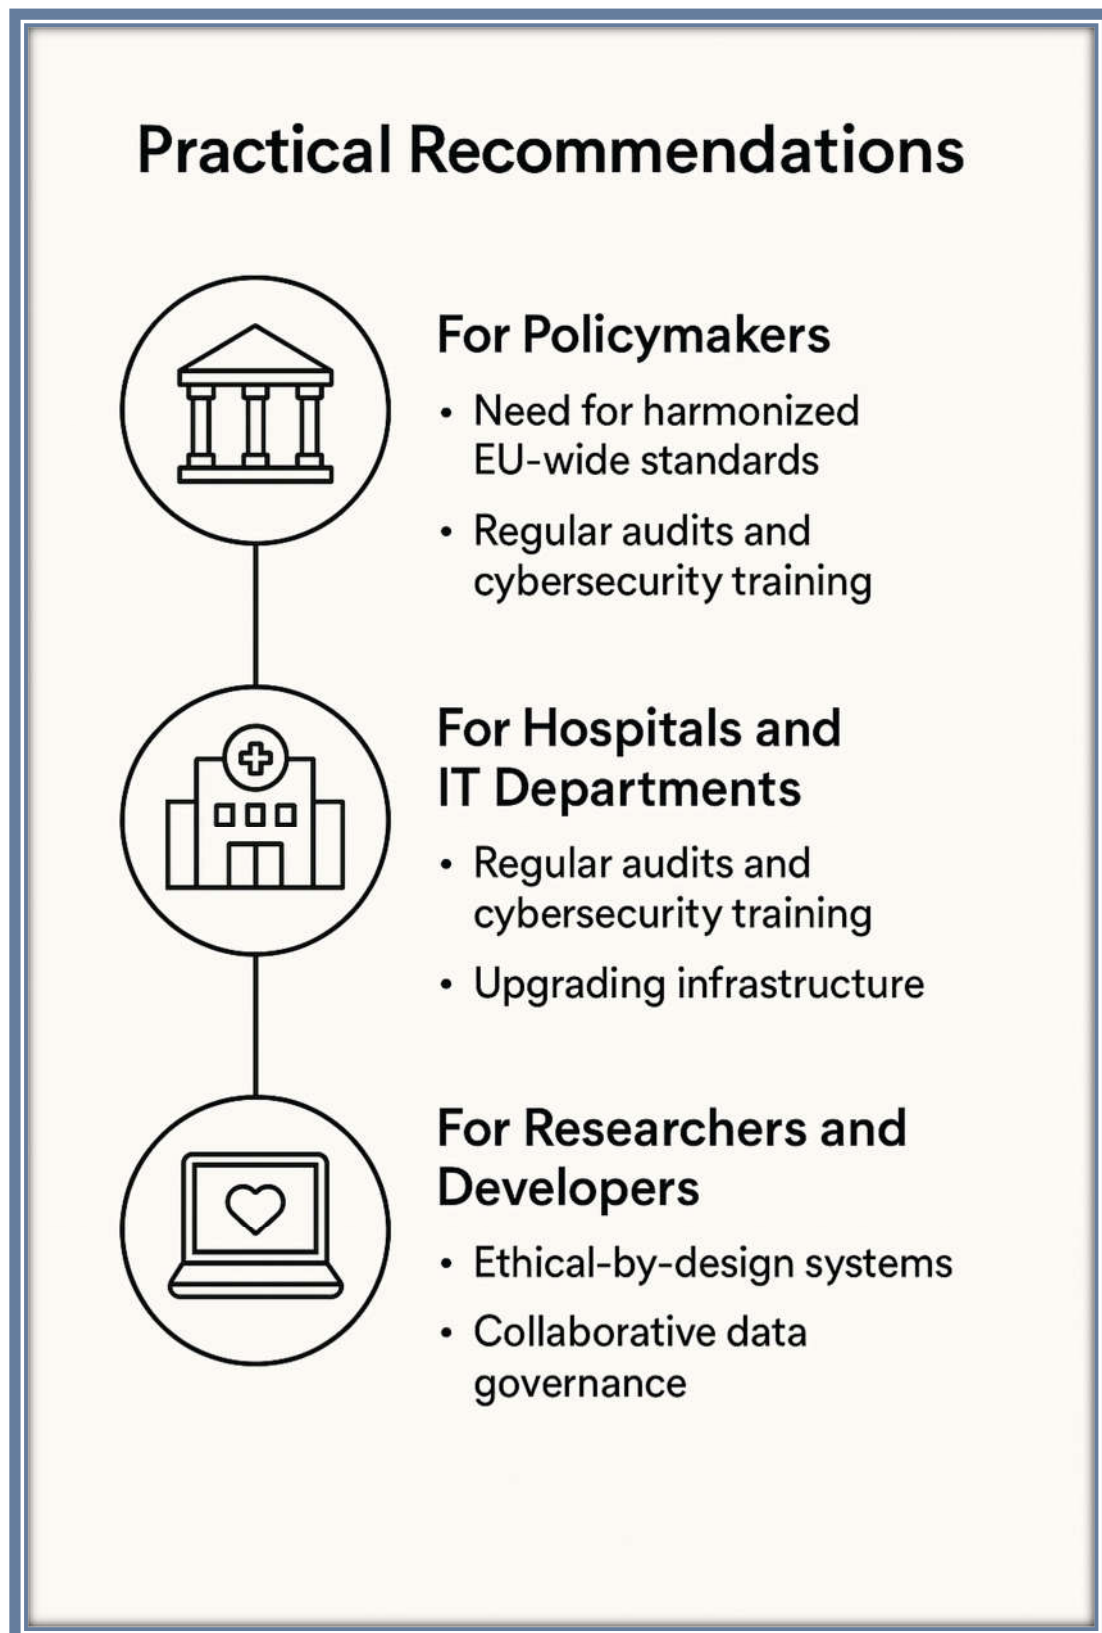 Practical Recommendations
For Policymakers
• Need for harmonized
EU-wide standards
• Regular audits and
cybersecurity training
For Hospitals and
IT Departments
• Regular audits and
cybersecurity training
• Upgrading infrastructure
For Researchers and
Developers
• Ethical-by-design systems
• Collaborative data
governance